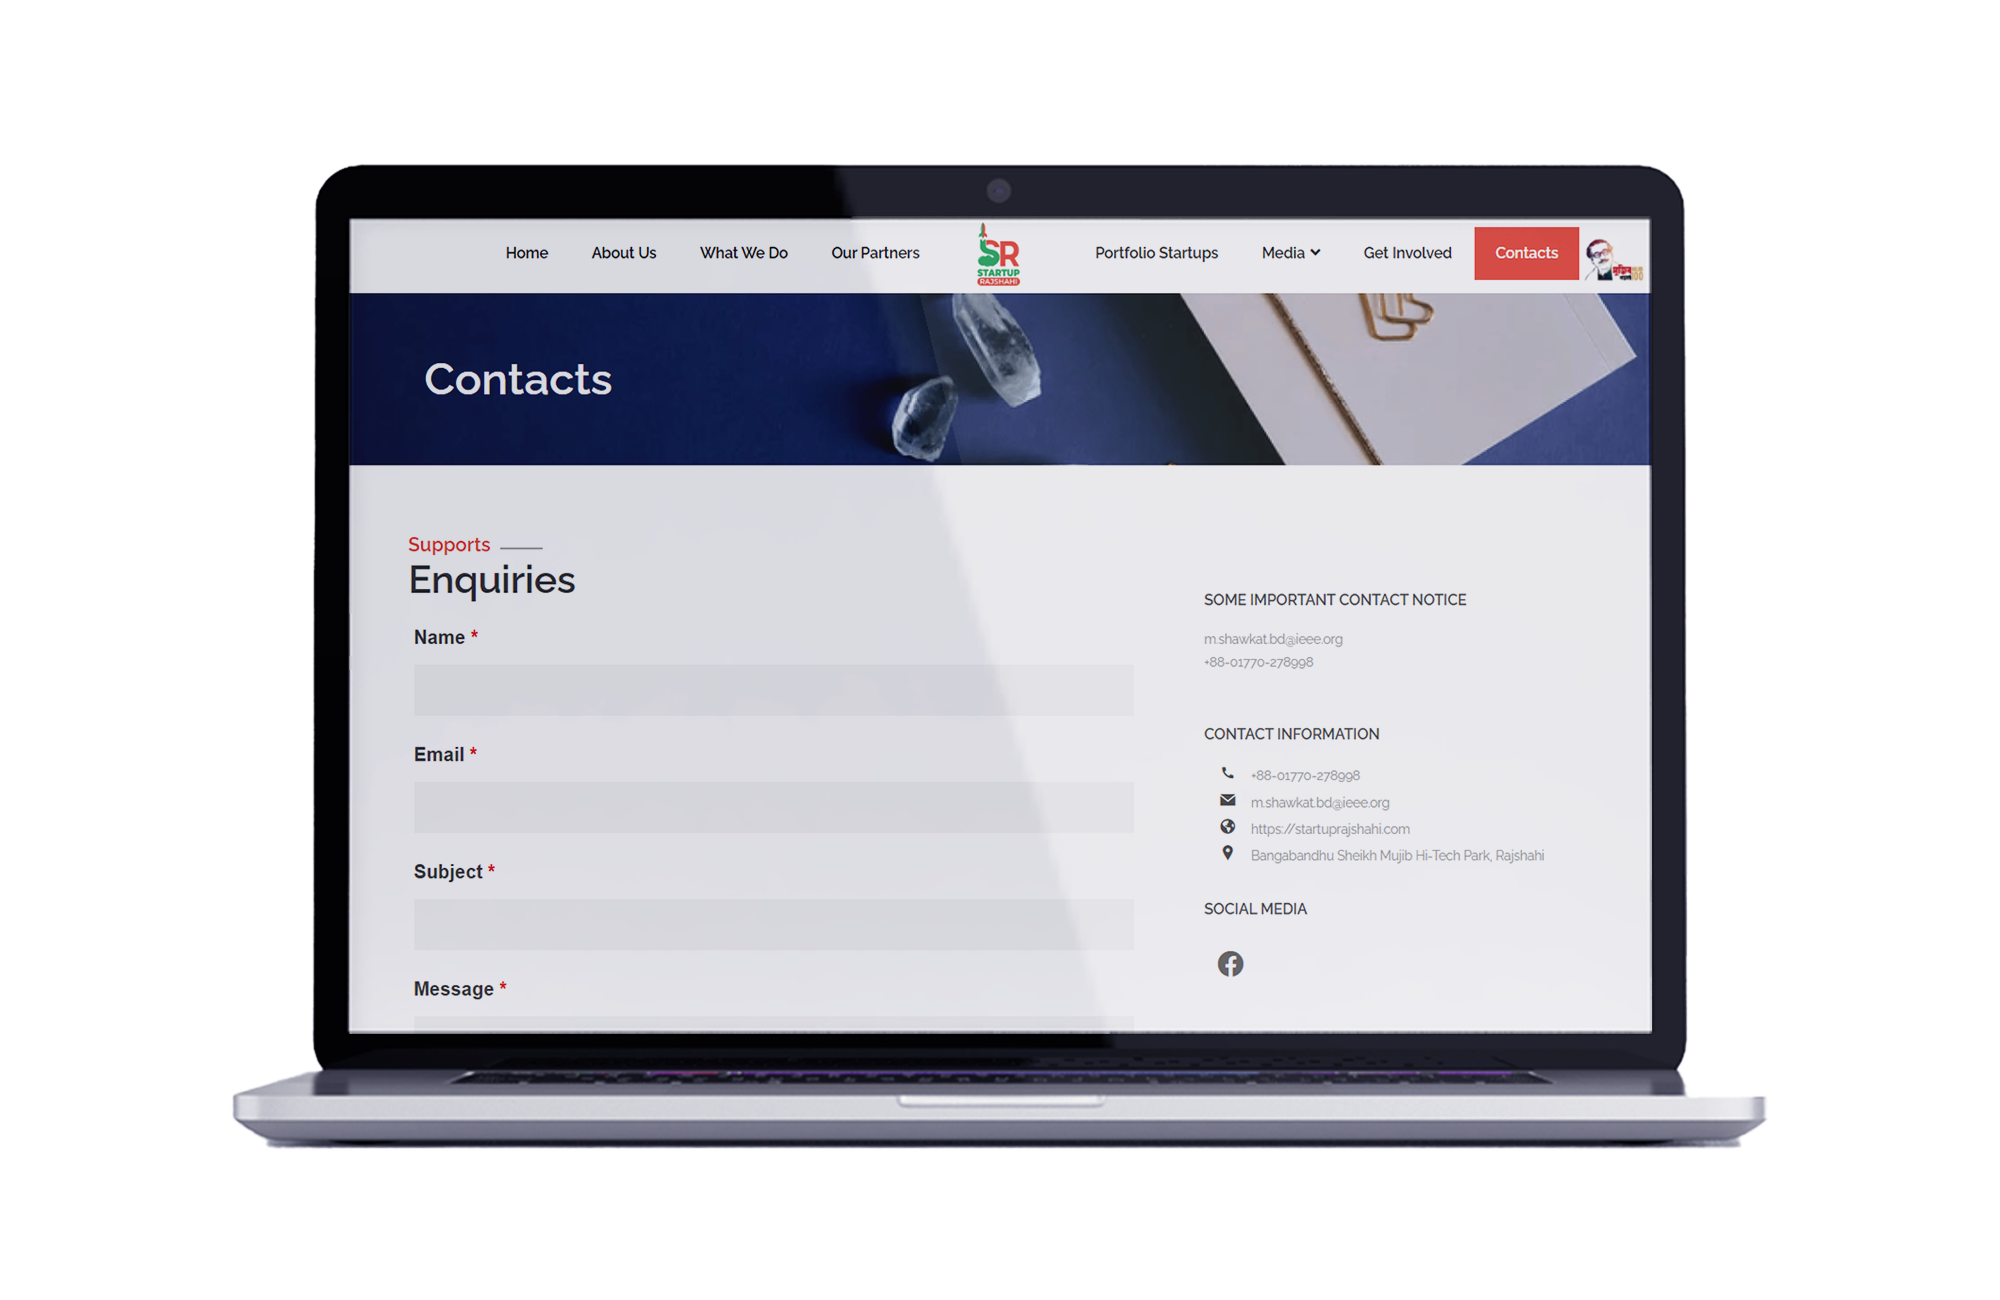 Home About Us What We Do Our Partners
SR
STARTUP
RAJSHAHI
Portfolio Startups Media Get Involved Contacts
মুজিব
100
Contacts
Supports
Enquiries
Name *
Email *
Subject *
Message *
SOME IMPORTANT CONTACT NOTICE
m.shawkat.bd@ieee.org
+88-01770-278998
CONTACT INFORMATION
+88-01770-278998
m.shawkat.bd@ieee.org
https://startuprajshahi.com
Bangabandhu Sheikh Mujib Hi-Tech Park, Rajshahi
SOCIAL MEDIA